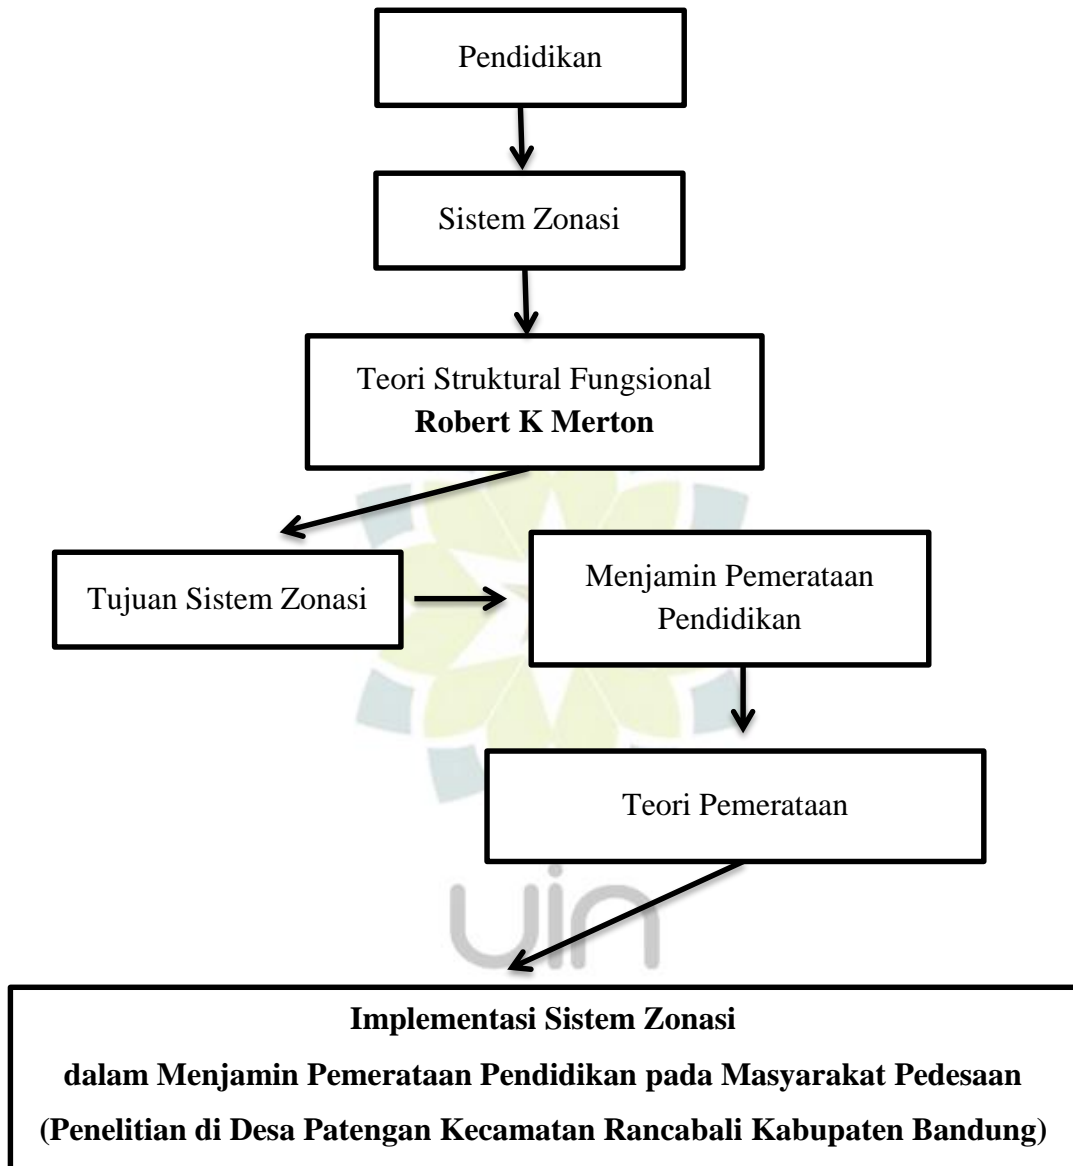 Pendidikan
Sistem Zonasi
Teori Struktural Fungsional
Robert K Merton
Tujuan Sistem Zonasi
Menjamin Pemerataan
Pendidikan
Teori Pemerataan
uin
Implementasi Sistem Zonasi
dalam Menjamin Pemerataan Pendidikan pada Masyarakat Pedesaan
(Penelitian di Desa Patengan Kecamatan Rancabali Kabupaten Bandung)